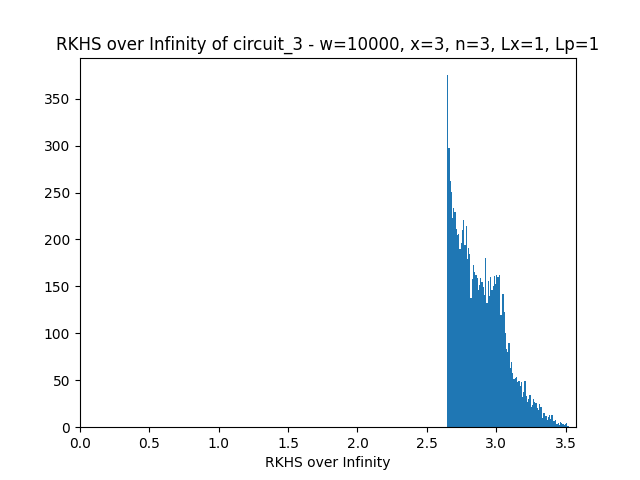 RKHS over Infinity of circuit_3 - w=10000, x=3, n=3, Lx=1, Lp=1
350
300
250
200
150
100
50
0
0.0 0.5 1.0 1.5 2.0 2.5 3.0 3.5
RKHS over Infinity